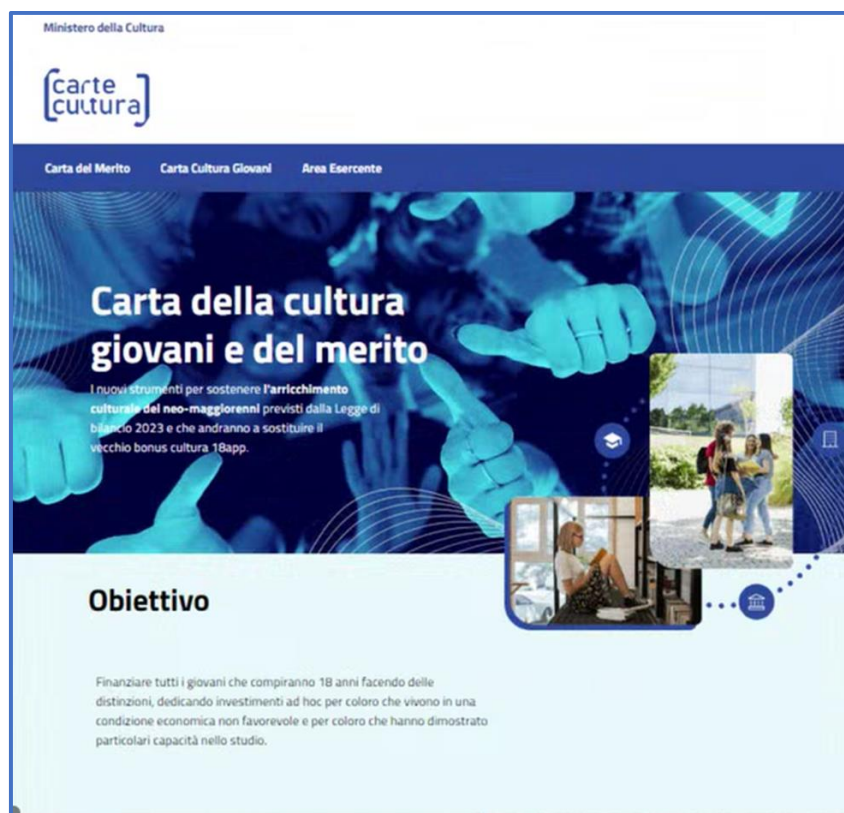 Ministero della Cultura
carte
cultura
Carta del Merito Carta Cultura Giovani Area Esercente
Carta della cultura
giovani e del merito
I nuovi strumenti per sostenere l'arricchimento
culturale dei neo-maggiorenni previsti dalla Legge di
bilancio 2023 e che andranno a sostituire il
vecchio bonus cultura 18app.
Obiettivo
Finanziare tutti i giovani che compiranno 18 anni facendo delle
distinzioni, dedicando investimenti ad hoc per coloro che vivono in una
condizione economica non favorevole e per coloro che hanno dimostrato
particolari capacità nello studio.